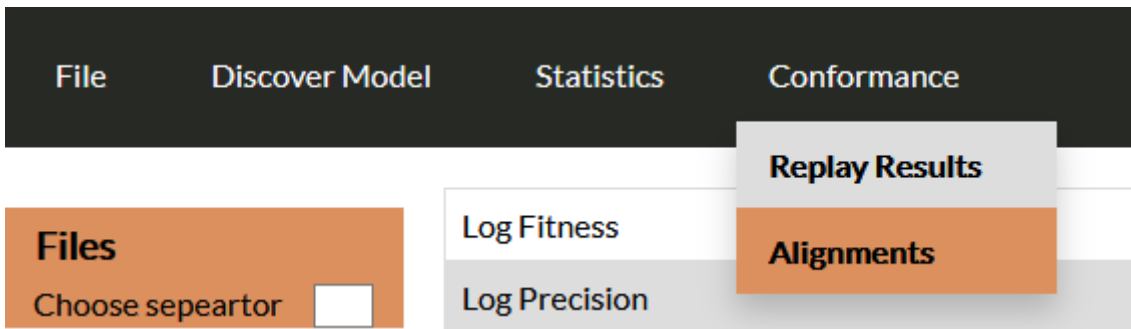 File Discover Model Statistics Conformance
Replay Results
Alignments
Log Fitness
Log Precision
Files
Choose sepeartor